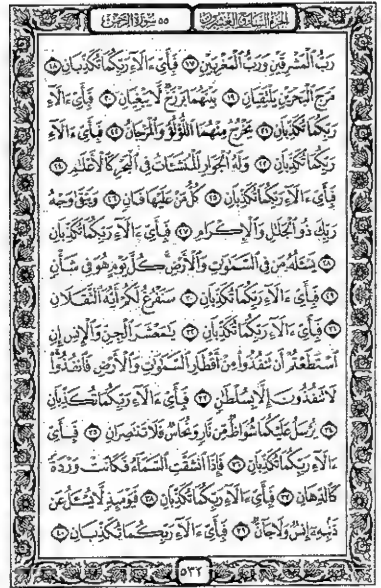 الجزء السابع والعشرون ٥٥ سورة الرحمن
رَبُّ ٱلْمَشْرِقَيْنِ وَرَبُّ ٱلْمَغْرِبَيْنِ ١٧ فَبِأَىِّ ءَالَآءِ رَبِّكُمَا تُكَذِّبَانِ ١٨
مَرَجَ ٱلْبَحْرَيْنِ يَلْتَقِيَانِ ١٩ بَيْنَهُمَا بَرْزَخٌ لَّا يَبْغِيَانِ ٢٠ فَبِأَىِّ ءَالَآءِ
رَبِّكُمَا تُكَذِّبَانِ ٢١ يَخْرُجُ مِنْهُمَا ٱللُّؤْلُؤُ وَٱلْمَرْجَانُ ٢٢ فَبِأَىِّ ءَالَآءِ
رَبِّكُمَا تُكَذِّبَانِ ٢٣ وَلَهُ ٱلْجَوَارِ ٱلْمُنشَـَٔاتُ فِى ٱلْبَحْرِ كَٱلْأَعْلَـٰمِ ٢٤
فَبِأَىِّ ءَالَآءِ رَبِّكُمَا تُكَذِّبَانِ ٢٥ كُلُّ مَنْ عَلَيْهَا فَانٍ ٢٦ وَيَبْقَىٰ وَجْهُ
رَبِّكَ ذُو ٱلْجَلَـٰلِ وَٱلْإِكْرَامِ ٢٧ فَبِأَىِّ ءَالَآءِ رَبِّكُمَا تُكَذِّبَانِ
٢٨ يَسْـَٔلُهُۥ مَن فِى ٱلسَّمَـٰوَٰتِ وَٱلْأَرْضِ ۚ كُلَّ يَوْمٍ هُوَ فِى شَأْنٍ
٢٩ فَبِأَىِّ ءَالَآءِ رَبِّكُمَا تُكَذِّبَانِ ٣٠ سَنَفْرُغُ لَكُمْ أَيُّهَ ٱلثَّقَلَانِ
٣١ فَبِأَىِّ ءَالَآءِ رَبِّكُمَا تُكَذِّبَانِ ٣٢ يَـٰمَعْشَرَ ٱلْجِنِّ وَٱلْإِنسِ إِنِ
ٱسْتَطَعْتُمْ أَن تَنفُذُوا۟ مِنْ أَقْطَارِ ٱلسَّمَـٰوَٰتِ وَٱلْأَرْضِ فَٱنفُذُوا۟ ۚ
لَا تَنفُذُونَ إِلَّا بِسُلْطَـٰنٍ ٣٣ فَبِأَىِّ ءَالَآءِ رَبِّكُمَا تُكَذِّبَانِ
٣٤ يُرْسَلُ عَلَيْكُمَا شُوَاظٌ مِّن نَّارٍ وَنُحَاسٌ فَلَا تَنتَصِرَانِ ٣٥ فَبِأَىِّ
ءَالَآءِ رَبِّكُمَا تُكَذِّبَانِ ٣٦ فَإِذَا ٱنشَقَّتِ ٱلسَّمَآءُ فَكَانَتْ وَرْدَةً
كَٱلدِّهَانِ ٣٧ فَبِأَىِّ ءَالَآءِ رَبِّكُمَا تُكَذِّبَانِ ٣٨ فَيَوْمَئِذٍ لَّا يُسْـَٔلُ عَن
ذَنۢبِهِۦٓ إِنسٌ وَلَا جَآنٌّ ٣٩ فَبِأَىِّ ءَالَآءِ رَبِّكُمَا تُكَذِّبَانِ ٤٠
٥٣٢